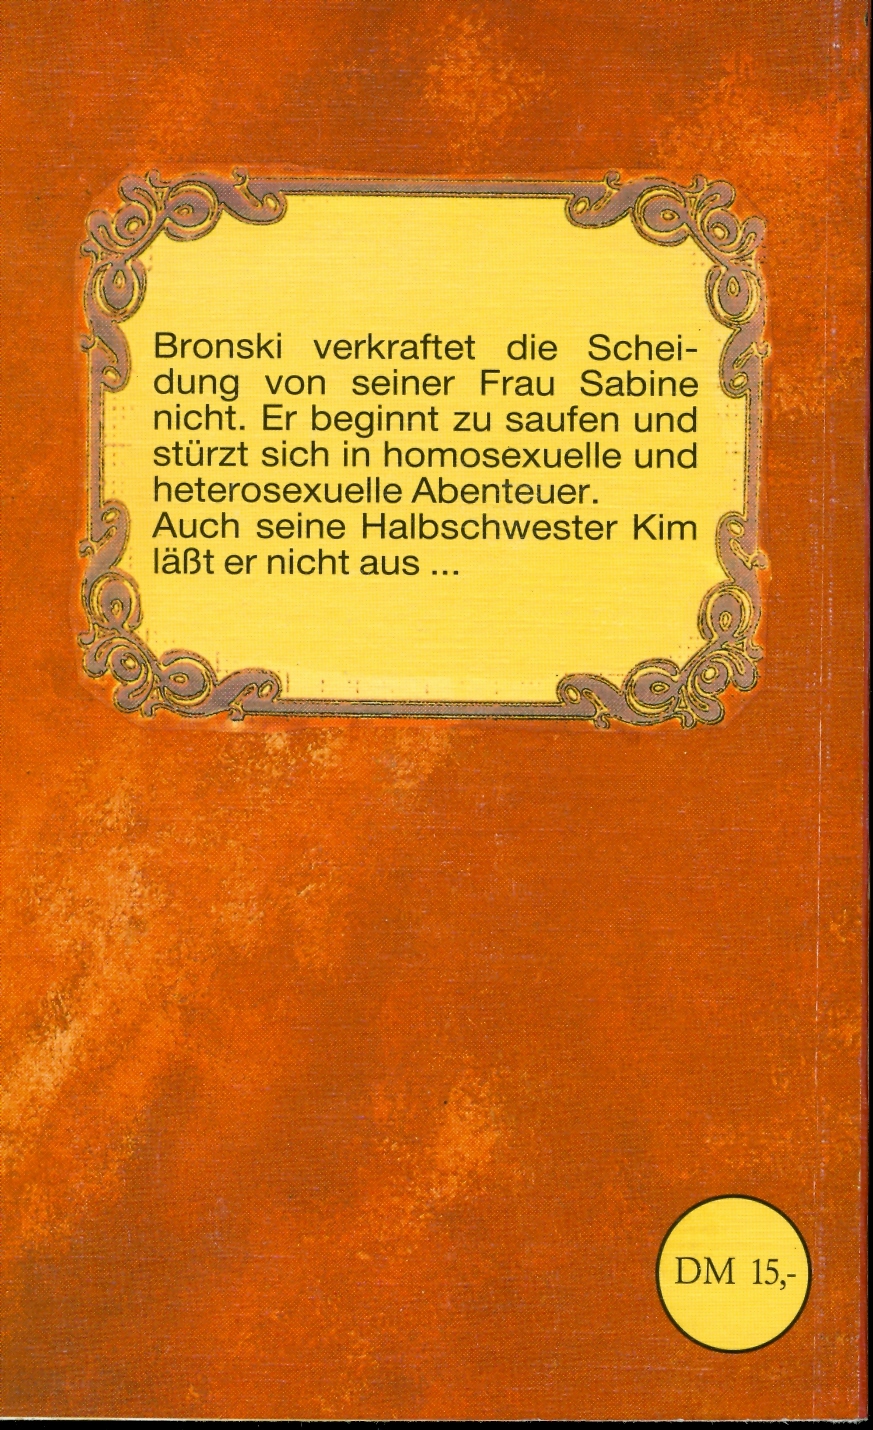 Bronski verkraftet die Schei-
dung von seiner Frau Sabine
nicht. Er beginnt zu saufen und
stürzt sich in homosexuelle und
heterosexuelle Abenteuer.
Auch seine Halbschwester Kim
läßt er nicht aus ...
DM 15,-